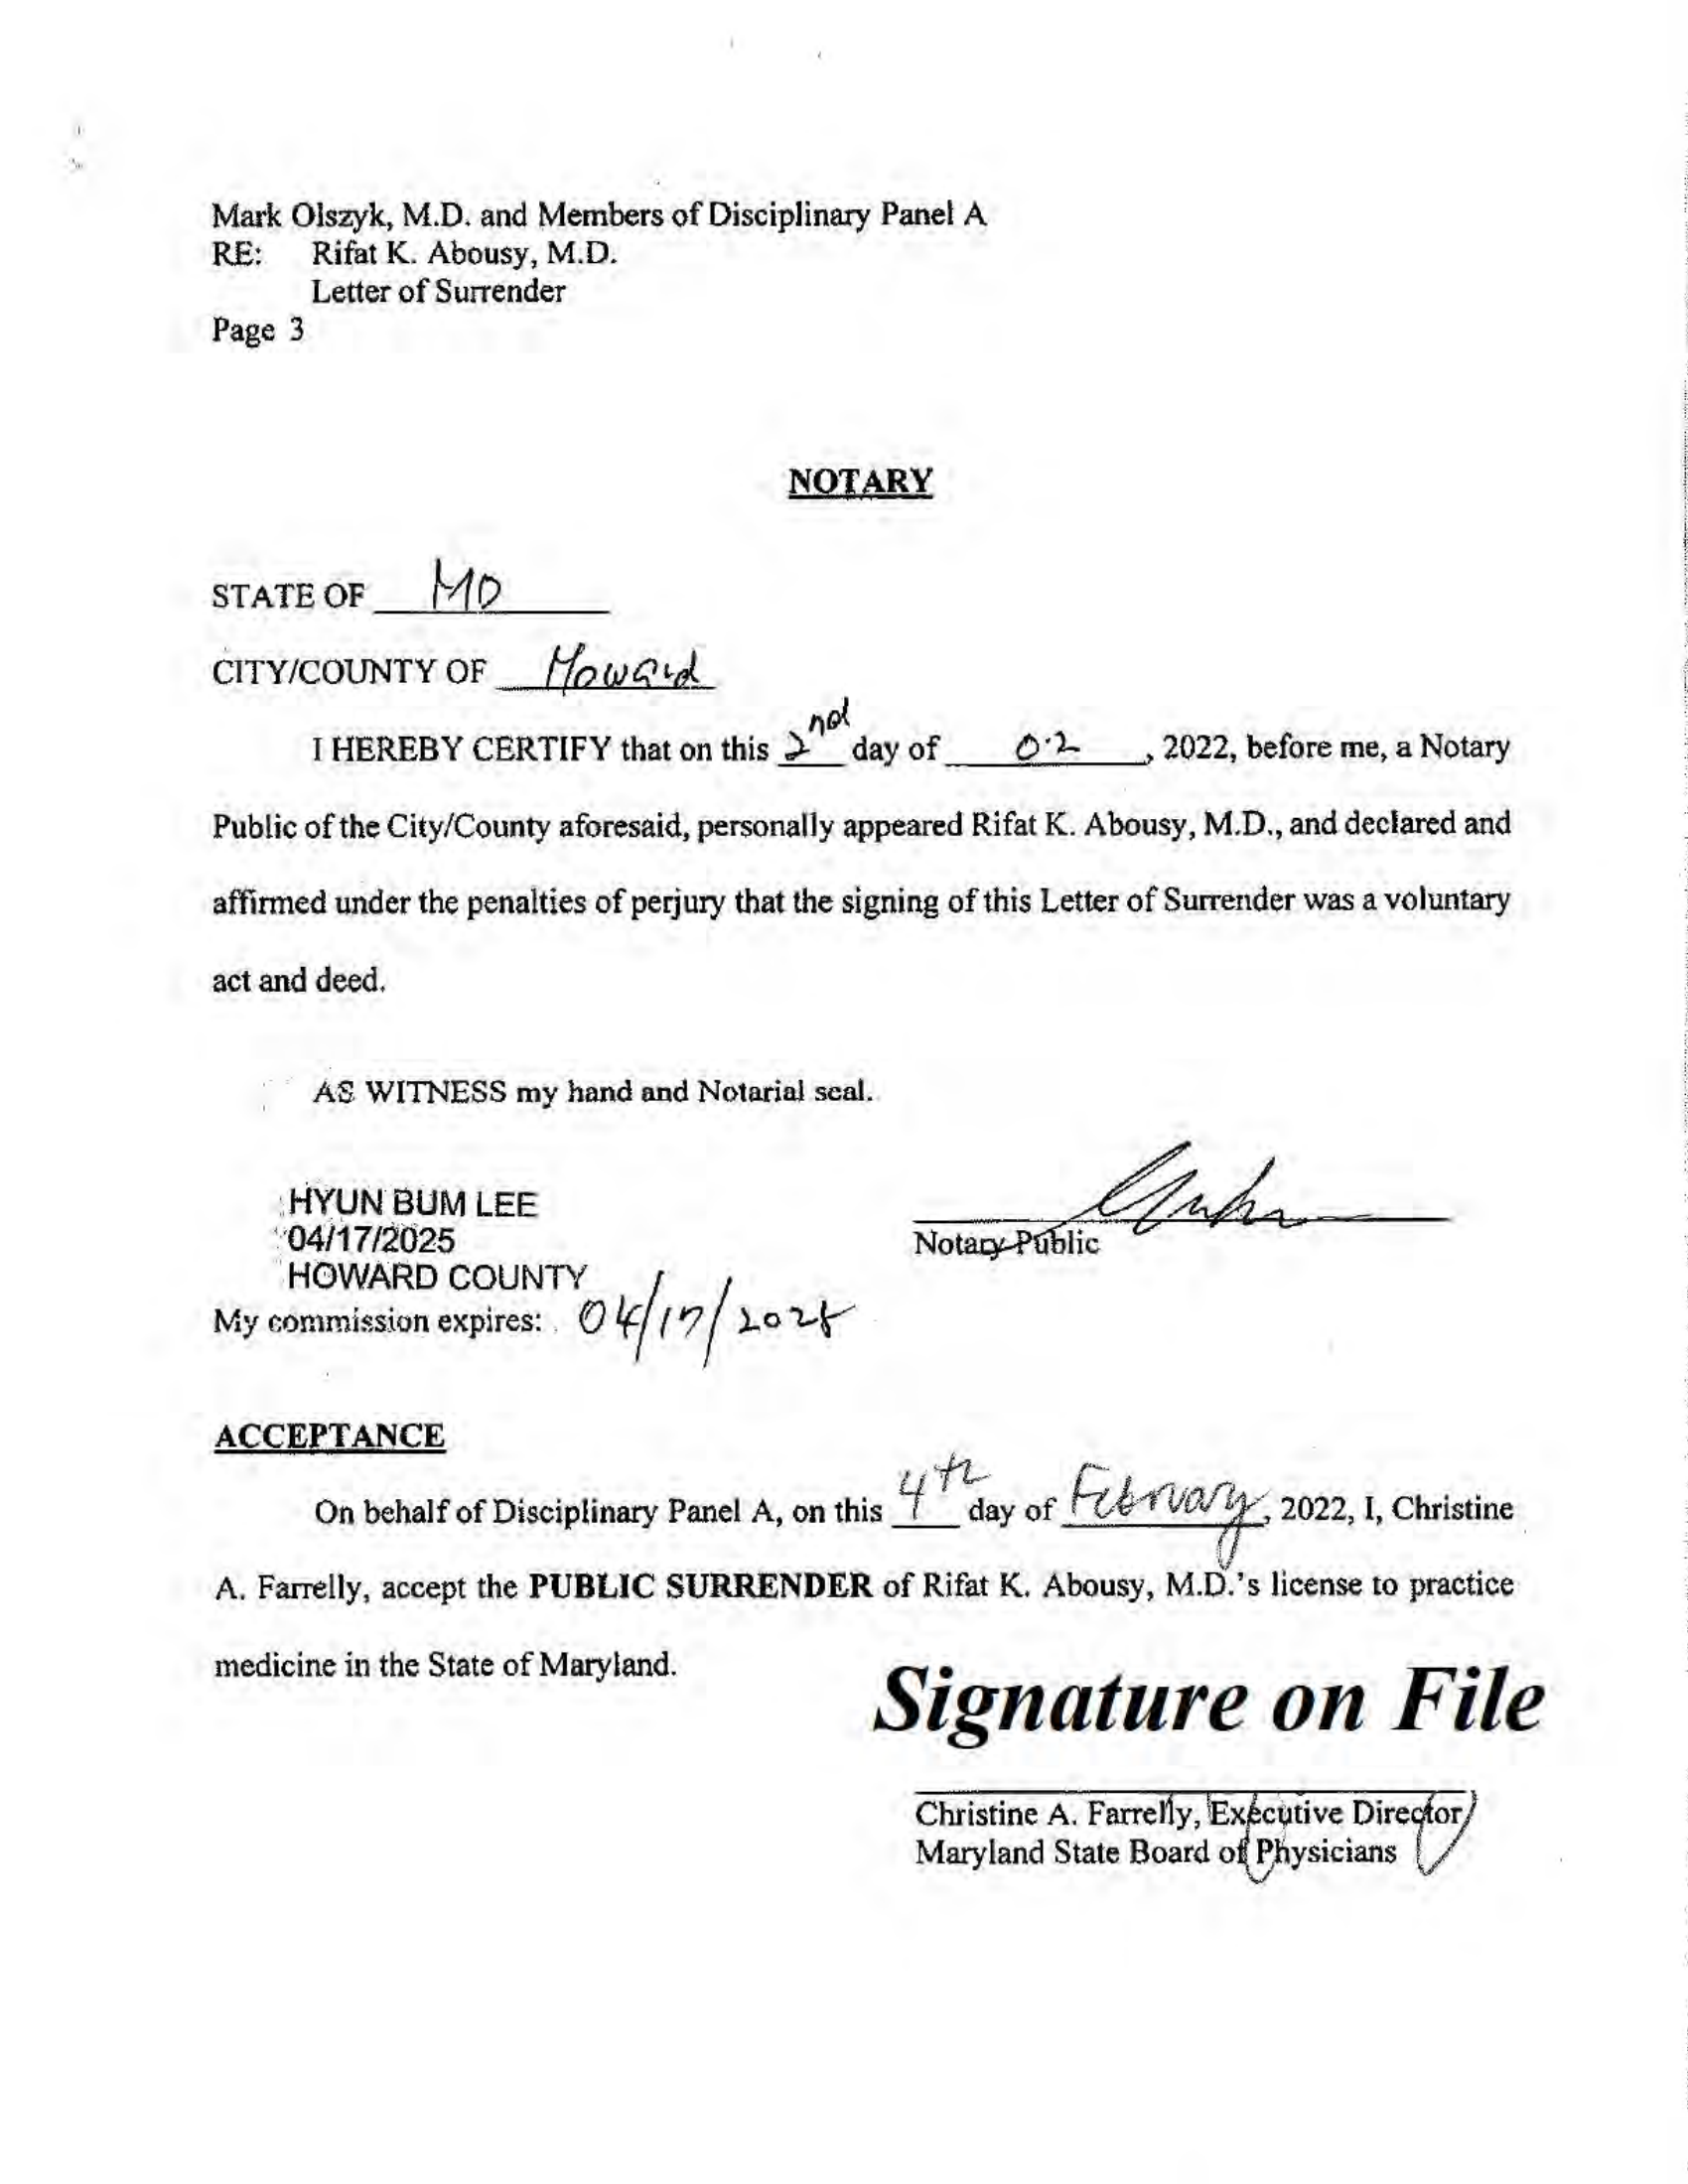 Mark Olszyk, M.D. and Members of Disciplinary Panel A
RE: Rifat K. Abousy, M.D.
Letter of Surrender
Page 3
NOTARY
STATE OF MD
CITY/COUNTY OF Howard
I HEREBY CERTIFY that on this 2nd day of 02, 2022, before me, a Notary
Public of the City/County aforesaid, personally appeared Rifat K. Abousy, M.D., and declared and
affirmed under the penalties of perjury that the signing of this Letter of Surrender was a voluntary
act and deed.
AS WITNESS my hand and Notarial seal.
HYUN BUM LEE
04/17/2025
HOWARD COUNTY
Notary Public
My commission expires: 04/17/2025
ACCEPTANCE
On behalf of Disciplinary Panel A, on this 4th day of February, 2022, I, Christine
A. Farrelly, accept the PUBLIC SURRENDER of Rifat K. Abousy, M.D.'s license to practice
medicine in the State of Maryland.
Signature on File
Christine A. Farrelly, Executive Director
Maryland State Board of Physicians